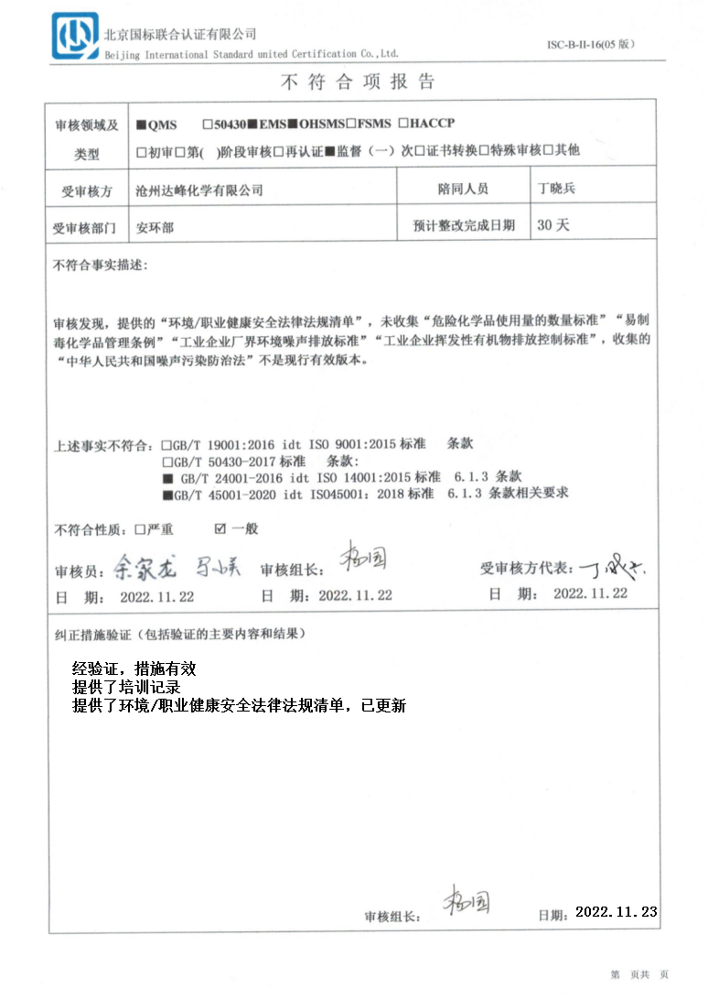 北京国标联合认证有限公司
Beijing International Standard united Certification Co.,Ltd.
ISC-B-II-16(05版)
不符合项报告
审核领域及类型
■QMS □50430■EMS■OHSMS□FSMS □HACCP
□初审□第( )阶段审核□再认证■监督（一）次□证书转换□特殊审核□其他
受审核方 沧州达峰化学有限公司 陪同人员 丁晓兵
受审核部门 安环部 预计整改完成日期 30天
不符合事实描述:
审核发现，提供的“环境/职业健康安全法律法规清单”，未收集“危险化学品使用量的数量标准”“易制
毒化学品管理条例”“工业企业厂界环境噪声排放标准”“工业企业挥发性有机物排放控制标准”，收集的
“中华人民共和国噪声污染防治法”不是现行有效版本。
上述事实不符合: □GB/T 19001:2016 idt ISO 9001:2015标准 条款
□GB/T 50430-2017标准 条款:
■ GB/T 24001-2016 idt ISO 14001:2015标准 6.1.3 条款
■GB/T 45001-2020 idt ISO45001: 2018标准 6.1.3 条款相关要求
不符合性质: □严重 ☑一般
审核员: 余家龙 审核组长: 杨园 受审核方代表: 丁晓兵
日 期: 2022.11.22 日 期: 2022.11.22 日 期: 2022.11.22
纠正措施验证（包括验证的主要内容和结果）
经验证，措施有效
提供了培训记录
提供了环境/职业健康安全法律法规清单，已更新
审核组长: 杨园 日期: 2022.11.23
第 页共 页